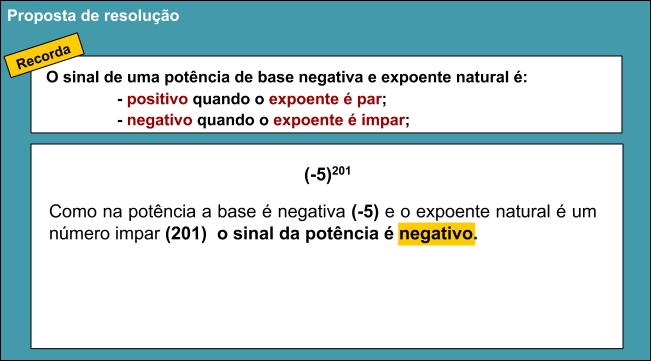 Proposta de resolução
Recorda
O sinal de uma potência de base negativa e expoente natural é:
- positivo quando o expoente é par;
- negativo quando o expoente é impar;
(-5)²⁰¹
Como na potência a base é negativa (-5) e o expoente natural é um
número impar (201) o sinal da potência é negativo.